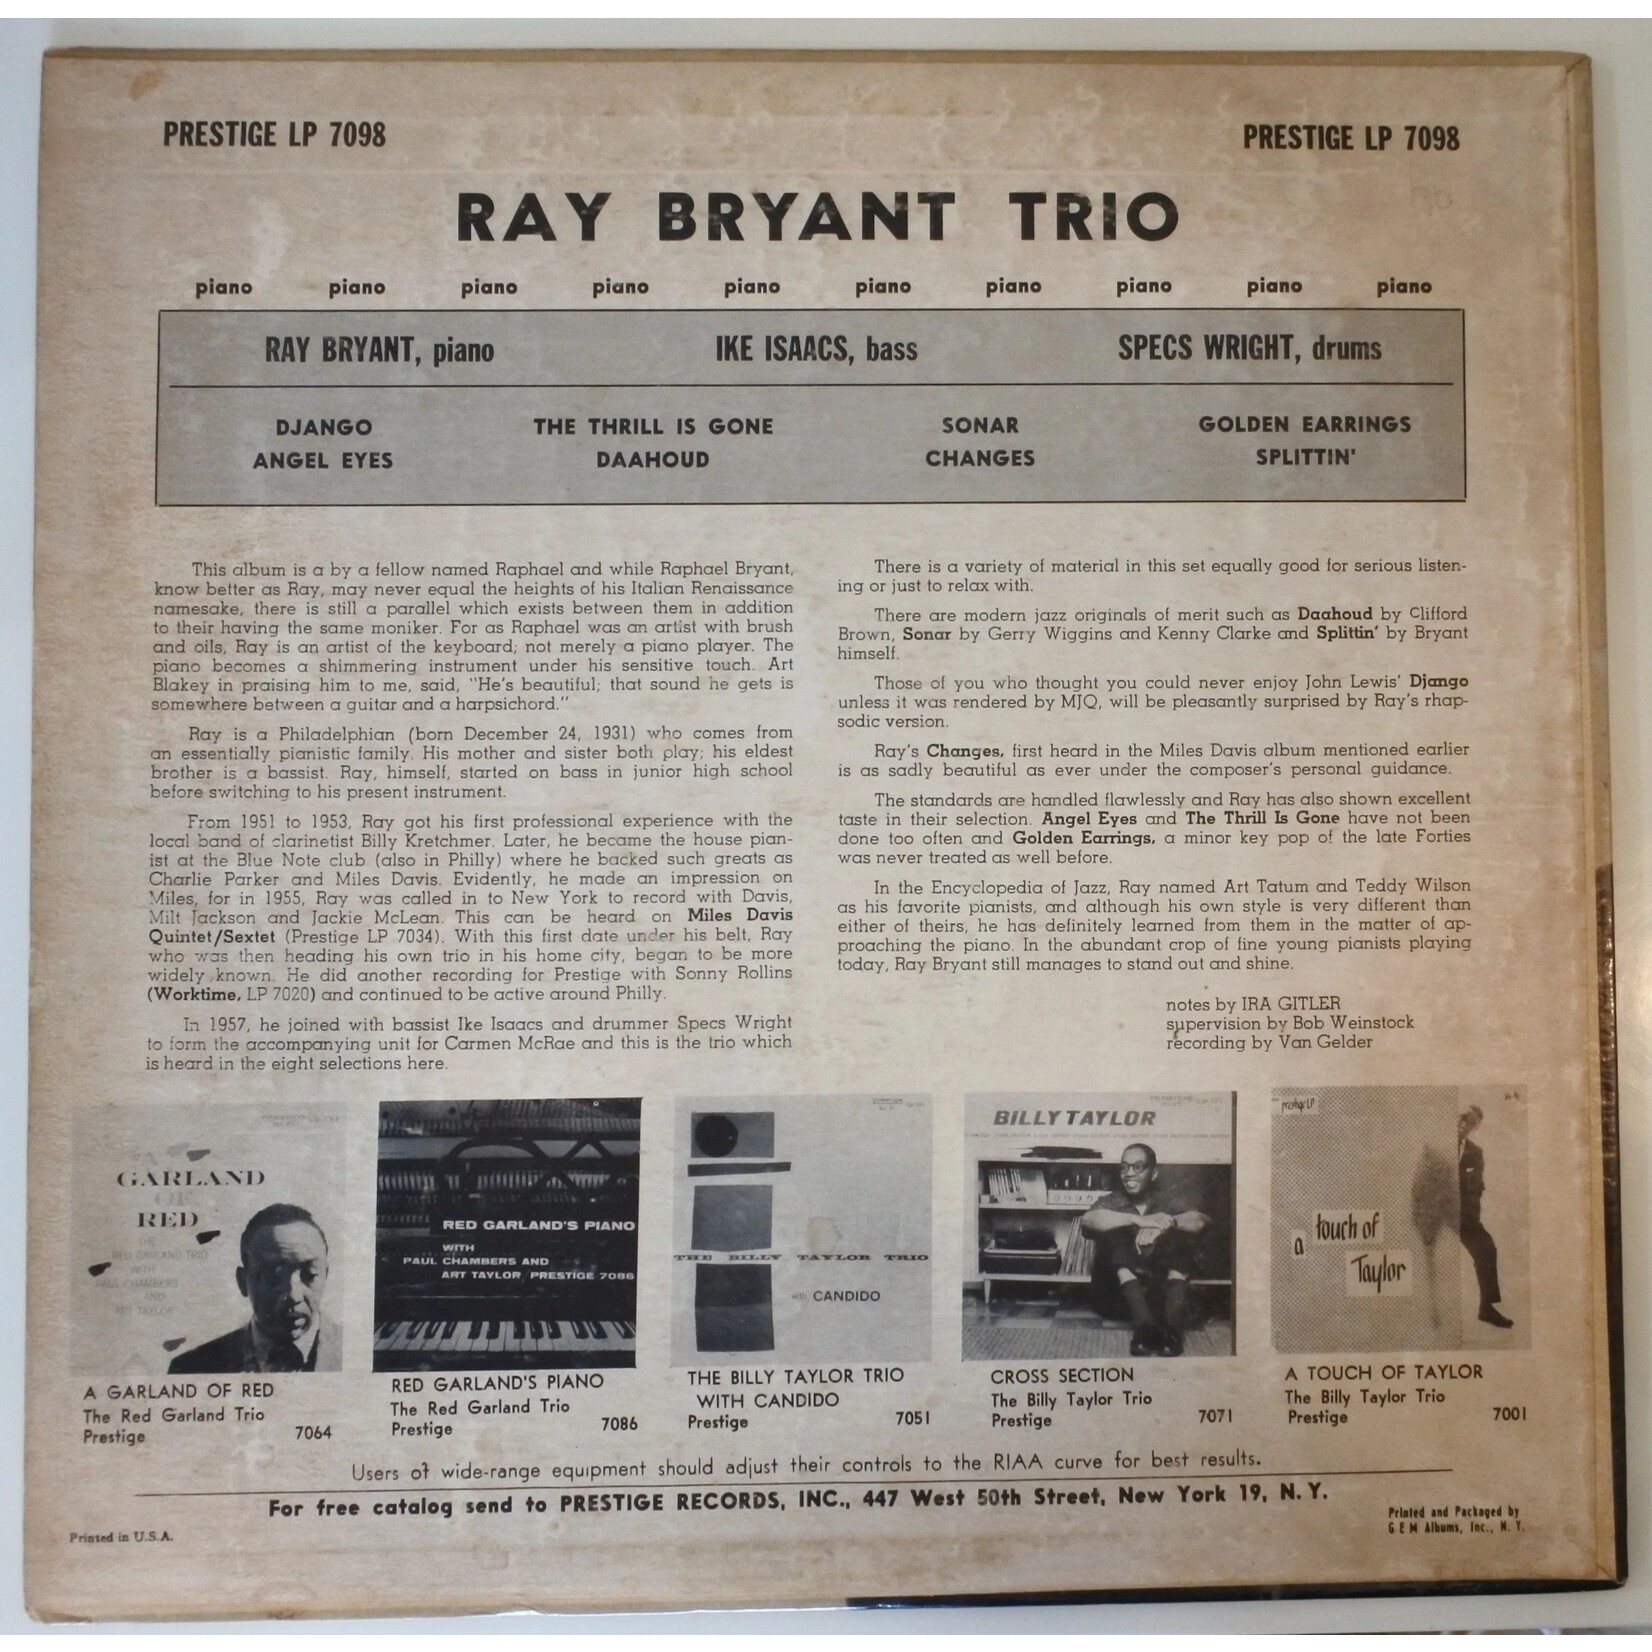 PRESTIGE LP 7098
PRESTIGE LP 7098
RAY BRYANT TRIO
piano piano piano piano piano piano piano piano piano piano
RAY BRYANT, piano IKE ISAACS, bass SPECS WRIGHT, drums
DJANGO THE THRILL IS GONE SONAR GOLDEN EARRINGS
ANGEL EYES DAAHOUD CHANGES SPLITTIN'
This album is a by a fellow named Raphael and while Raphael Bryant,
know better as Ray, may never equal the heights of his Italian Renaissance
namesake, there is still a parallel which exists between them in addition
to their having the same moniker. For as Raphael was an artist with brush
and oils, Ray is an artist of the keyboard; not merely a piano player. The
piano becomes a shimmering instrument under his sensitive touch. Art
Blakey in praising him to me, said, "He's beautiful; that sound he gets is
somewhere between a guitar and a harpsichord."
Ray is a Philadelphian (born December 24, 1931) who comes from
an essentially pianistic family. His mother and sister both play; his eldest
brother is a bassist. Ray, himself, started on bass in junior high school
before switching to his present instrument.
From 1951 to 1953, Ray got his first professional experience with the
local band of clarinetist Billy Kretchmer. Later, he became the house pian-
ist at the Blue Note club (also in Philly) where he backed such greats as
Charlie Parker and Miles Davis. Evidently, he made an impression on
Miles, for in 1955, Ray was called in to New York to record with Davis,
Milt Jackson and Jackie McLean. This can be heard on Miles Davis
Quintet/Sextet (Prestige LP 7034). With this first date under his belt, Ray
who was then heading his own trio in his home city, began to be more
widely known. He did another recording for Prestige with Sonny Rollins
(Worktime, LP 7020) and continued to be active around Philly.
In 1957, he joined with bassist Ike Isaacs and drummer Specs Wright
to form the accompanying unit for Carmen McRae and this is the trio which
is heard in the eight selections here.
There is a variety of material in this set equally good for serious listen-
ing or just to relax with.
There are modern jazz originals of merit such as Daahoud by Clifford
Brown, Sonar by Gerry Wiggins and Kenny Clarke and Splittin' by Bryant
himself.
Those of you who thought you could never enjoy John Lewis' Django
unless it was rendered by MJQ, will be pleasantly surprised by Ray's rhap-
sodic version.
Ray's Changes, first heard in the Miles Davis album mentioned earlier
is as sadly beautiful as ever under the composer's personal guidance.
The standards are handled flawlessly and Ray has also shown excellent
taste in their selection. Angel Eyes and The Thrill Is Gone have not been
done too often and Golden Earrings, a minor key pop of the late Forties
was never treated as well before.
In the Encyclopedia of Jazz, Ray named Art Tatum and Teddy Wilson
as his favorite pianists, and although his own style is very different than
either of theirs, he has definitely learned from them in the matter of ap-
proaching the piano. In the abundant crop of fine young pianists playing
today, Ray Bryant still manages to stand out and shine.
notes by IRA GITLER
supervision by Bob Weinstock
recording by Van Gelder
A
GARLAND
OF
RED
THE
RED GARLAND TRIO
WITH
PAUL CHAMBERS
AND
ART TAYLOR
RED GARLAND'S PIANO
WITH
PAUL CHAMBERS AND
ART TAYLOR PRESTIGE 7086
THE BILLY TAYLOR TRIO
with CANDIDO
BILLY TAYLOR
prestige LP
hi-fi
a touch of
Taylor
A GARLAND OF RED
The Red Garland Trio
Prestige 7064
RED GARLAND'S PIANO
The Red Garland Trio
Prestige 7086
THE BILLY TAYLOR TRIO
WITH CANDIDO
Prestige 7051
CROSS SECTION
The Billy Taylor Trio
Prestige 7071
A TOUCH OF TAYLOR
The Billy Taylor Trio
Prestige 7001
Users of wide-range equipment should adjust their controls to the RIAA curve for best results.
For free catalog send to PRESTIGE RECORDS, INC., 447 West 50th Street, New York 19, N.Y.
Printed in U.S.A.
Printed and Packaged by
G E M Albums, Inc., N. Y.